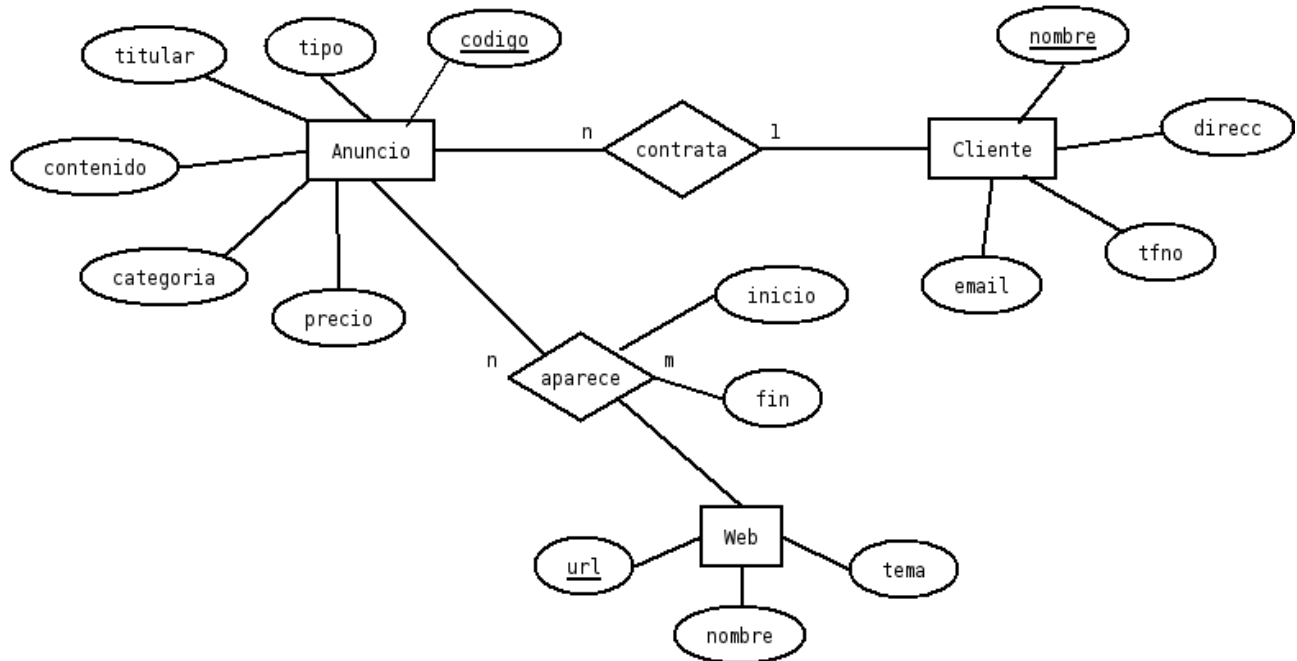 titular
tipo
codigo
nombre
contenido
Anuncio
n
contrata
1
Cliente
direcc
categoria
precio
email
tfno
inicio
n
aparece
m
fin
url
Web
tema
nombre